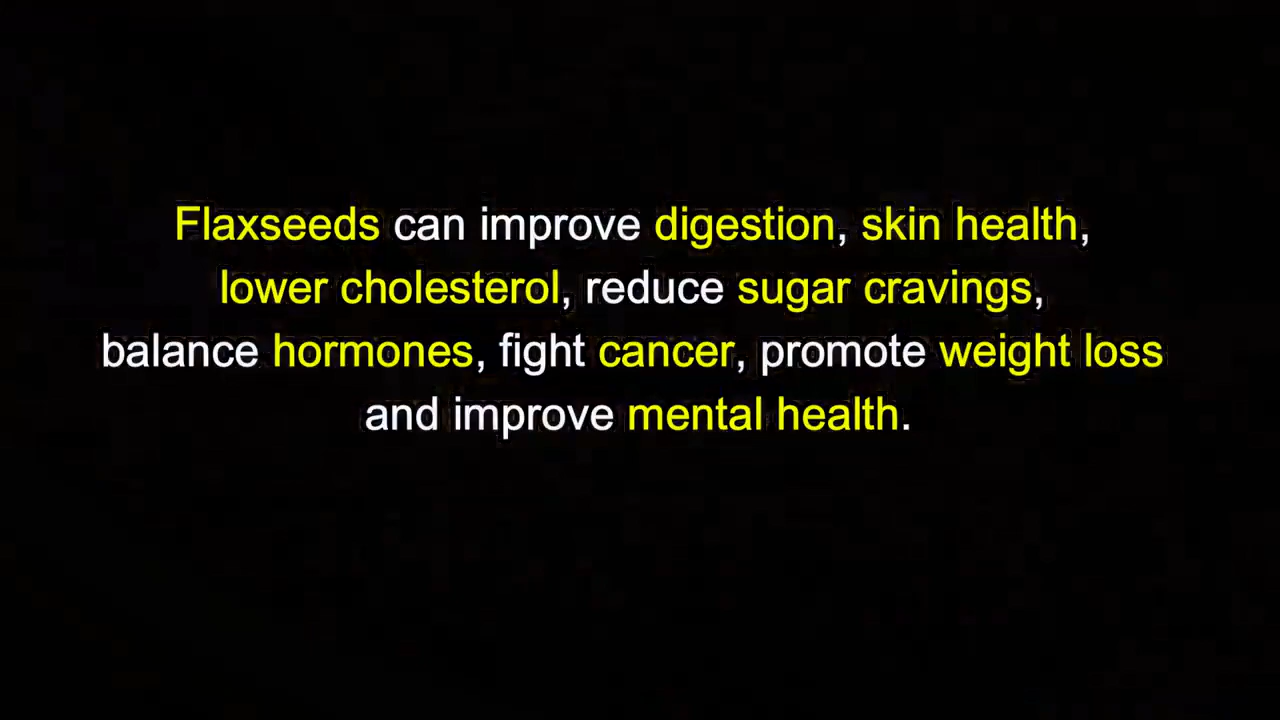 Flaxseeds can improve digestion, skin health,
lower cholesterol, reduce sugar cravings,
balance hormones, fight cancer, promote weight loss
and improve mental health.